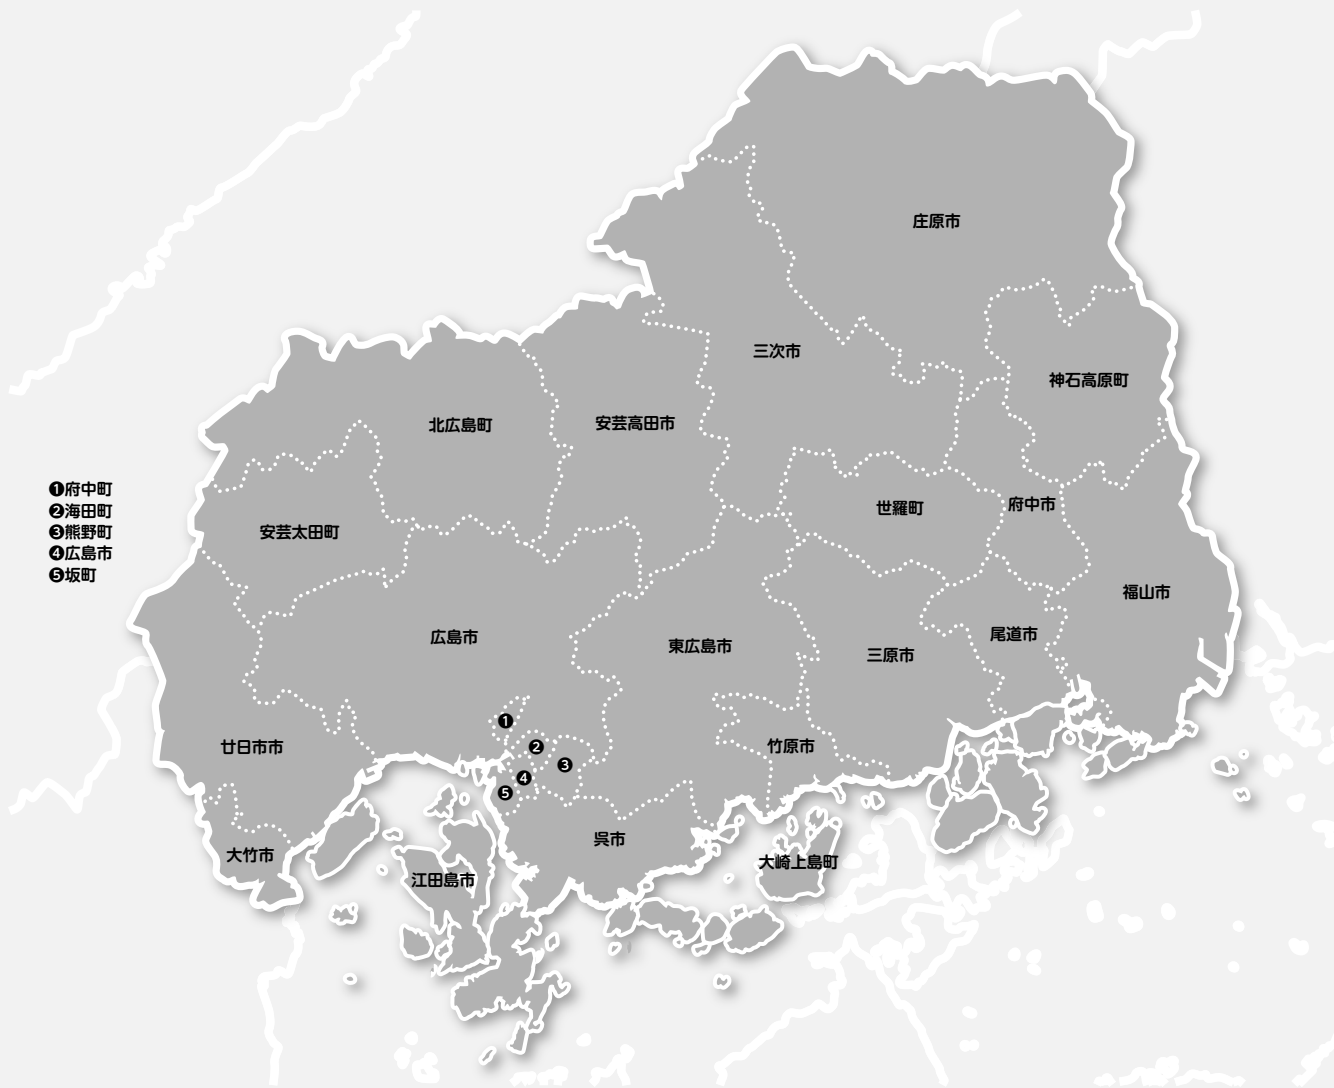 庄原市
三次市
神石高原町
北広島町
安芸高田市
❶府中町
❷海田町
❸熊野町
❹広島市
❺坂町
世羅町
府中市
安芸太田町
福山市
広島市
東広島市
三原市
尾道市
❶
廿日市市
❷
竹原市
❸
❹
❺
呉市
大竹市
大崎上島町
江田島市